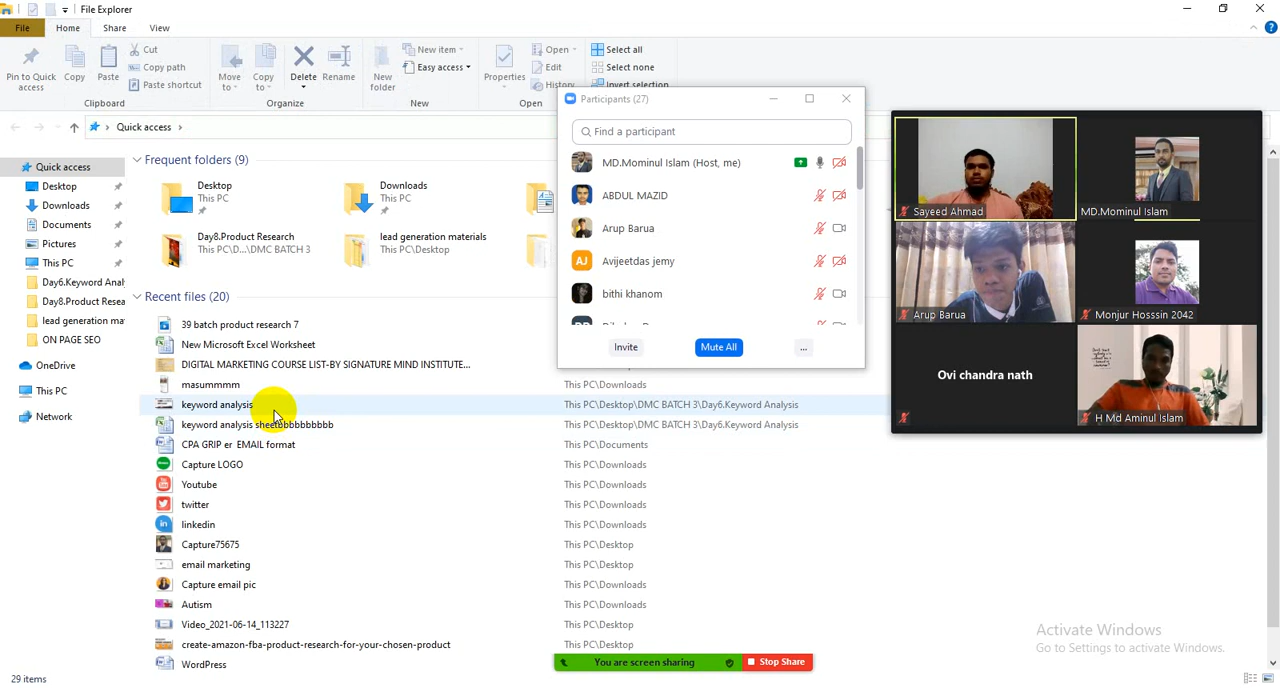 File Explorer
File Home Share View
Pin to Quick access
Copy
Paste
Cut
Copy path
Paste shortcut
Clipboard
Move to
Copy to
Delete
Rename
Organize
New folder
New item
Easy access
New
Properties
Open
Edit
History
Open
Select all
Select none
Invert selection
Quick access
Quick access
Desktop
Downloads
Documents
Pictures
This PC
Day6.Keyword Anal
Day8.Product Resea
lead generation ma
ON PAGE SEO
OneDrive
This PC
Network
Frequent folders (9)
Desktop
This PC
Downloads
This PC
Day8.Product Research
This PC\D...\DMC BATCH 3
lead generation materials
This PC\Desktop
Recent files (20)
39 batch product research 7
New Microsoft Excel Worksheet
DIGITAL MARKETING COURSE LIST-BY SIGNATURE MIND INSTITUTE...
masummmm This PC\Downloads
keyword analysis This PC\Desktop\DMC BATCH 3\Day6.Keyword Analysis
keyword analysis sheetbbbbbbbbb This PC\Desktop\DMC BATCH 3\Day6.Keyword Analysis
CPA GRIP er EMAIL format This PC\Documents
Capture LOGO This PC\Downloads
Youtube This PC\Downloads
twitter This PC\Downloads
linkedin This PC\Downloads
Capture75675 This PC\Desktop
email marketing This PC\Desktop
Capture email pic This PC\Downloads
Autism This PC\Downloads
Video_2021-06-14_113227 This PC\Desktop
create-amazon-fba-product-research-for-your-chosen-product This PC\Desktop
WordPress
29 items
Participants (27)
Find a participant
MD.Mominul Islam (Host, me)
ABDUL MAZID
Arup Barua
AJ Avijeetdas jemy
bithi khanom
Invite
Mute All
...
Sayeed Ahmad
MD.Mominul Islam
Arup Barua
Monjur Hosssin 2042
Ovi chandra nath
H Md Aminul Islam
You are screen sharing
Stop Share
Activate Windows
Go to Settings to activate Windows.